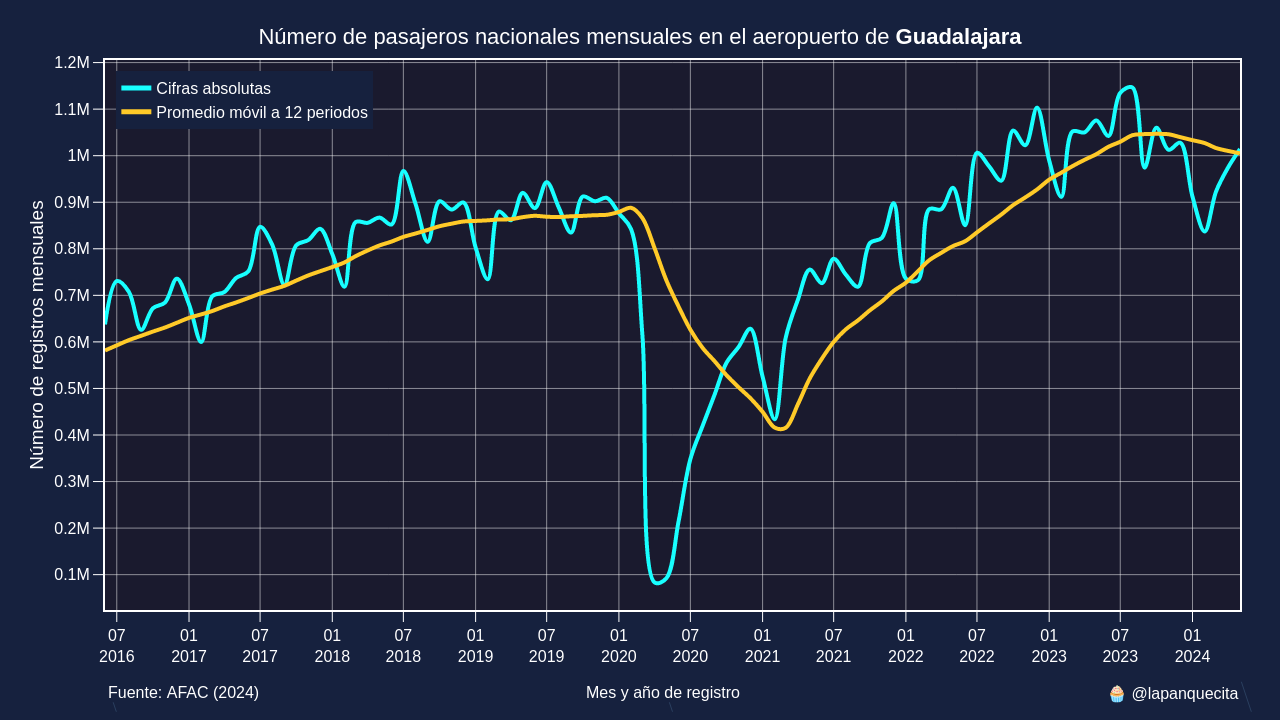 Número de pasajeros nacionales mensuales en el aeropuerto de Guadalajara
Cifras absolutas
Promedio móvil a 12 periodos
Número de registros mensuales
1.2M
1.1M
1M
0.9M
0.8M
0.7M
0.6M
0.5M
0.4M
0.3M
0.2M
0.1M
07 01 07 01 07 01 07 01 07 01 07 01 07 01 07 01
2016 2017 2017 2018 2018 2019 2019 2020 2020 2021 2021 2022 2022 2023 2023 2024
Fuente: AFAC (2024) Mes y año de registro 🧁 @lapanquecita